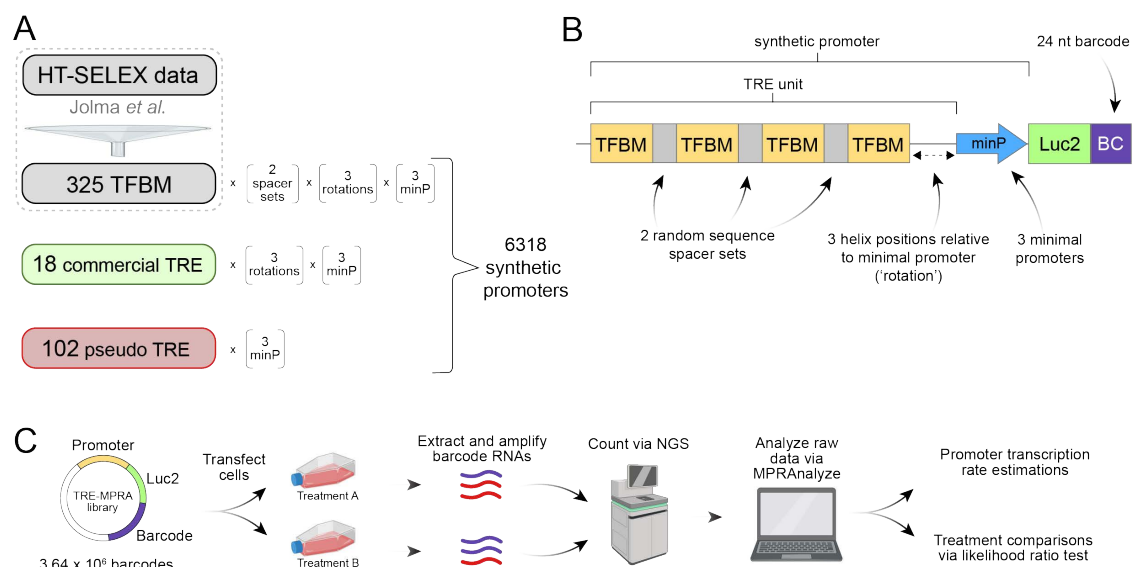 A
HT-SELEX data
Jolma et al.
325 TFBM
x
2
spacer
sets
x
3
rotations
x
3
minP
18 commercial TRE
x
3
rotations
x
3
minP
102 pseudo TRE
x
3
minP
6318
synthetic
promoters
B
synthetic promoter
24 nt barcode
TRE unit
TFBM
TFBM
TFBM
TFBM
minP
Luc2
BC
2 random sequence
spacer sets
3 helix positions relative
to minimal promoter
(‘rotation’)
3 minimal
promoters
C
Promoter
Luc2
TRE-MPRA
library
Barcode
3.64 x 10⁶ barcodes
Transfect
cells
Treatment A
Treatment B
Extract and amplify
barcode RNAs
Count via NGS
Analyze raw
data via
MPRAnalyze
Promoter transcription
rate estimations
Treatment comparisons
via likelihood ratio test